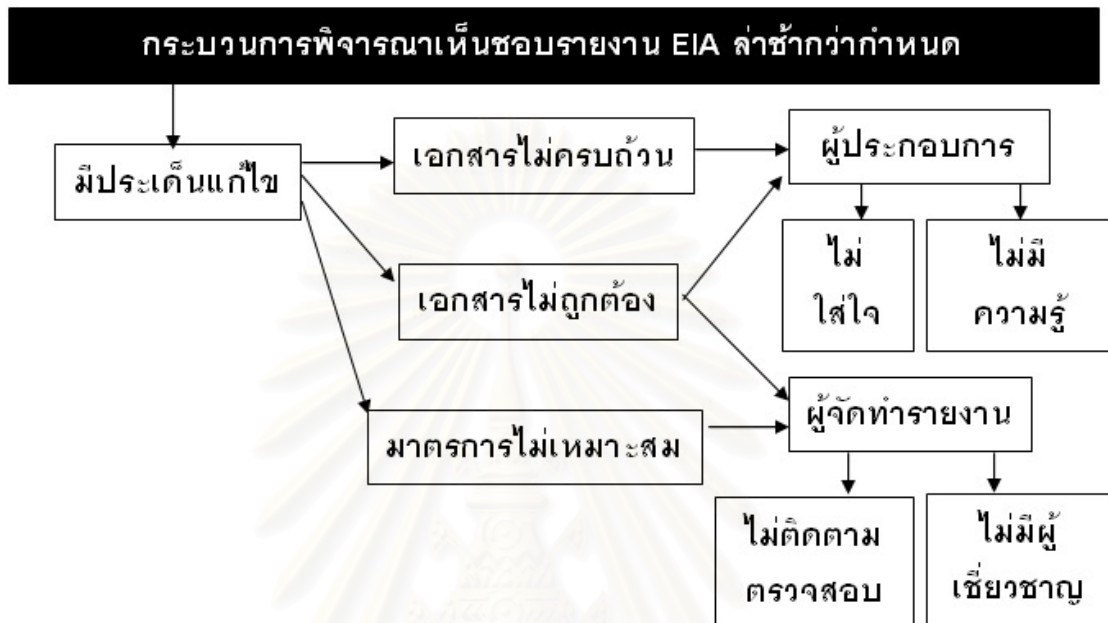 กระบวนการพิจารณาเห็นชอบรายงาน EIA ล่าช้ากว่ากำหนด
มีประเด็นแก้ไข
เอกสารไม่ครบถ้วน
ผู้ประกอบการ
ไม่
ใส่ใจ
ไม่มี
ความรู้
เอกสารไม่ถูกต้อง
ผู้จัดทำรายงาน
มาตรการไม่เหมาะสม
ไม่ติดตาม
ตรวจสอบ
ไม่มีผู้
เชี่ยวชาญ